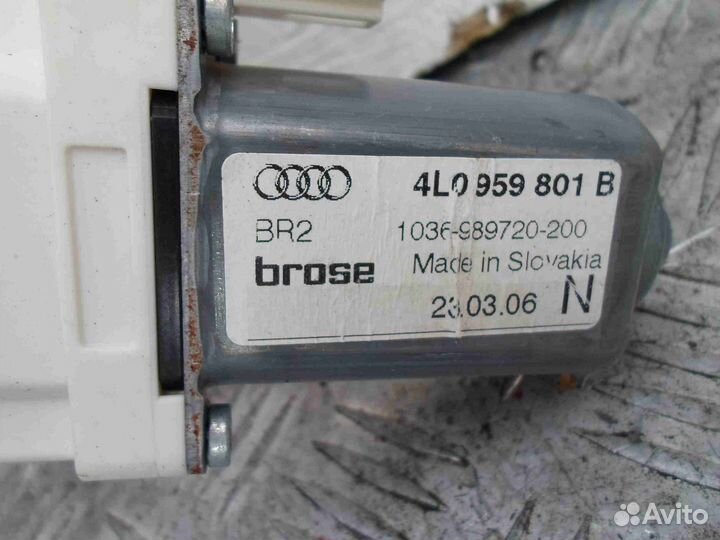 4L0 959 801 B
BR2 1036-989720-200
brose Made in Slovakia
23.03.06 N
Avito